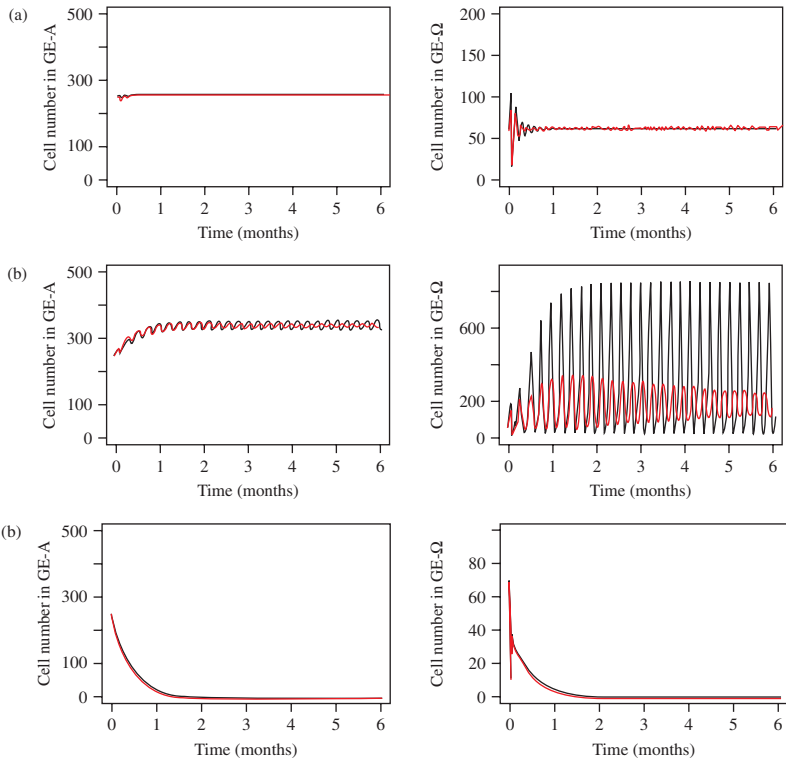 (a)
Cell number in GE-A
500
300
100
0
0 1 2 3 4 5 6
Time (months)
Cell number in GE-Ω
200
150
100
50
0
0 1 2 3 4 5 6
Time (months)
(b)
Cell number in GE-A
500
300
100
0
0 1 2 3 4 5 6
Time (months)
Cell number in GE-Ω
600
200
0
0 1 2 3 4 5 6
Time (months)
(b)
Cell number in GE-A
500
300
100
0
0 1 2 3 4 5 6
Time (months)
Cell number in GE-Ω
80
60
40
20
0
0 1 2 3 4 5 6
Time (months)